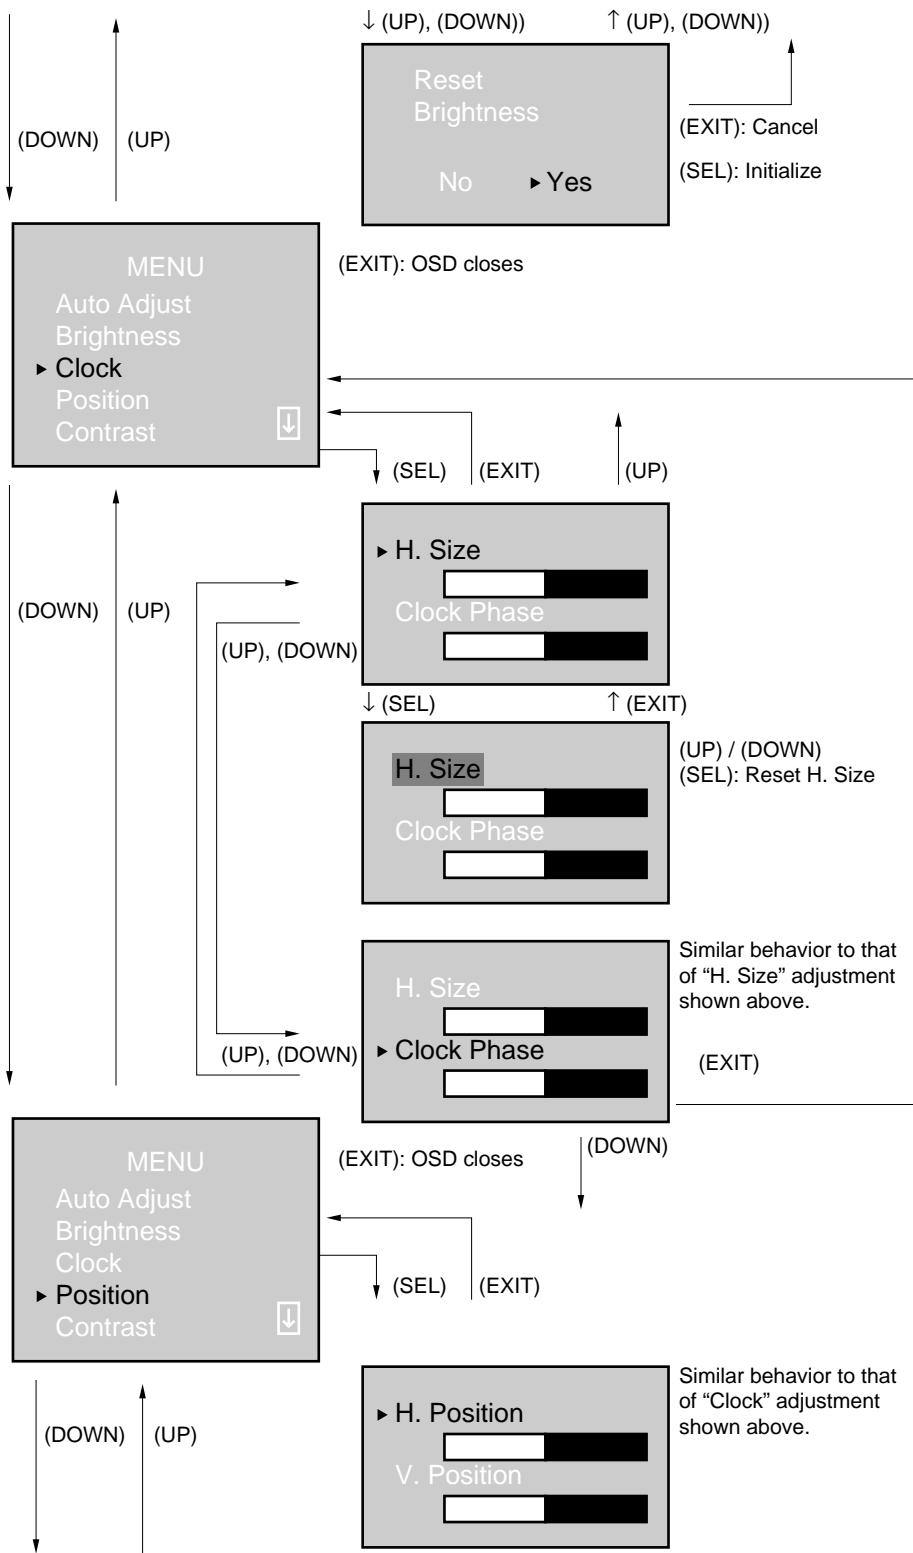 ↓ (UP), (DOWN)) ↑ (UP), (DOWN))
Reset
Brightness
No ▸ Yes
(EXIT): Cancel
(SEL): Initialize
(DOWN) (UP)
MENU
Auto Adjust
Brightness
▸ Clock
Position
Contrast ↓
(EXIT): OSD closes
(SEL) (EXIT) (UP)
▸ H. Size
Clock Phase
(DOWN) (UP)
(UP), (DOWN)
↓ (SEL) ↑ (EXIT)
H. Size
Clock Phase
(UP) / (DOWN)
(SEL): Reset H. Size
H. Size
▸ Clock Phase
Similar behavior to that
of “H. Size” adjustment
shown above.
(UP), (DOWN)
(EXIT)
(DOWN)
MENU
Auto Adjust
Brightness
Clock
▸ Position
Contrast ↓
(EXIT): OSD closes
(SEL) (EXIT)
▸ H. Position
V. Position
Similar behavior to that
of “Clock” adjustment
shown above.
(DOWN) (UP)